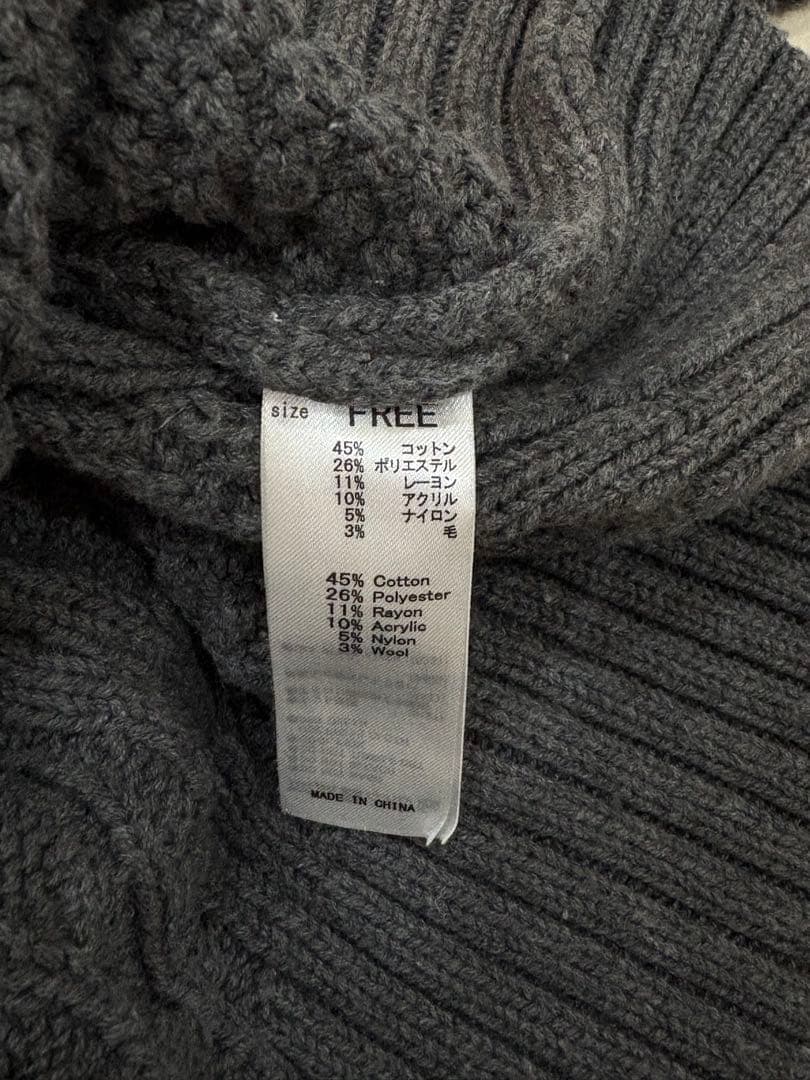 size FREE
45% コットン
26% ポリエステル
11% レーヨン
10% アクリル
5% ナイロン
3% 毛
45% Cotton
26% Polyester
11% Rayon
10% Acrylic
5% Nylon
3% Wool
MADE IN CHINA